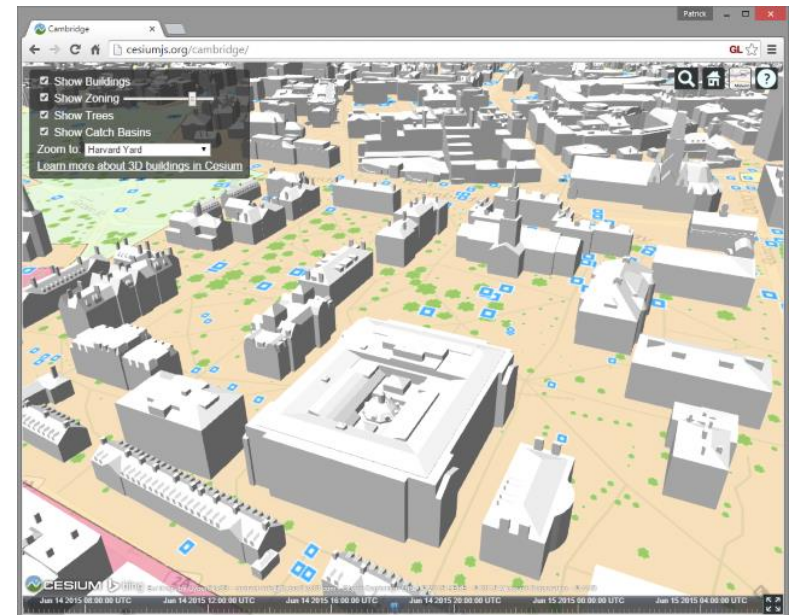 Patrick
Cambridge
cesiumjs.org/cambridge/
GL
Show Buildings
Show Zoning
Show Trees
Show Catch Basins
Zoom to: Harvard Yard
Learn more about 3D buildings in Cesium
CESIUM bing
Jun 14 2015 08:00:00 UTC
Jun 14 2015 12:00:00 UTC
Jun 14 2015 16:00:00 UTC
Jun 14 2015 20:00:00 UTC
Jun 15 2015 00:00:00 UTC
Jun 15 2015 04:00:00 UTC